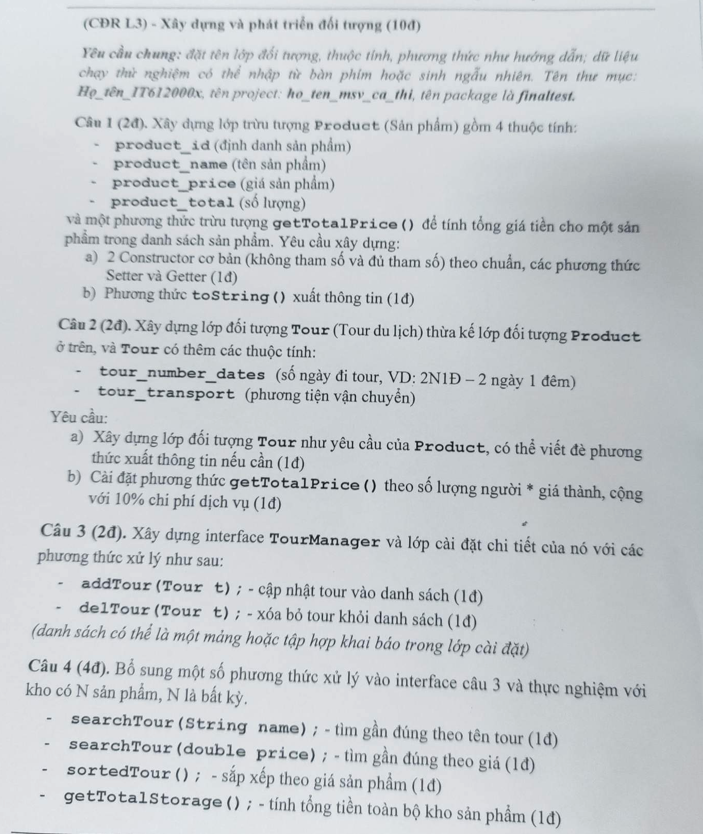 (CĐR L3) - Xây dựng và phát triển đối tượng (10đ)
Yêu cầu chung: đặt tên lớp đối tượng, thuộc tính, phương thức như hướng dẫn; dữ liệu
chạy thử nghiệm có thể nhập từ bàn phím hoặc sinh ngẫu nhiên. Tên thư mục:
Họ_tên_IT612000x, tên project: ho_ten_msv_ca_thi, tên package là finaltest.
Câu 1 (2đ). Xây dựng lớp trừu tượng Product (Sản phẩm) gồm 4 thuộc tính:
- product_id (định danh sản phẩm)
- product_name (tên sản phẩm)
- product_price (giá sản phẩm)
- product_total (số lượng)
và một phương thức trừu tượng getTotalPrice() để tính tổng giá tiền cho một sản
phẩm trong danh sách sản phẩm. Yêu cầu xây dựng:
a) 2 Constructor cơ bản (không tham số và đủ tham số) theo chuẩn, các phương thức
Setter và Getter (1đ)
b) Phương thức toString() xuất thông tin (1đ)
Câu 2 (2đ). Xây dựng lớp đối tượng Tour (Tour du lịch) thừa kế lớp đối tượng Product
ở trên, và Tour có thêm các thuộc tính:
- tour_number_dates (số ngày đi tour, VD: 2N1Đ – 2 ngày 1 đêm)
- tour_transport (phương tiện vận chuyển)
Yêu cầu:
a) Xây dựng lớp đối tượng Tour như yêu cầu của Product, có thể viết đè phương
thức xuất thông tin nếu cần (1đ)
b) Cài đặt phương thức getTotalPrice() theo số lượng người * giá thành, cộng
với 10% chi phí dịch vụ (1đ)
Câu 3 (2đ). Xây dựng interface TourManager và lớp cài đặt chi tiết của nó với các
phương thức xử lý như sau:
- addTour(Tour t); - cập nhật tour vào danh sách (1đ)
- delTour(Tour t); - xóa bỏ tour khỏi danh sách (1đ)
(danh sách có thể là một mảng hoặc tập hợp khai báo trong lớp cài đặt)
Câu 4 (4đ). Bổ sung một số phương thức xử lý vào interface câu 3 và thực nghiệm với
kho có N sản phẩm, N là bất kỳ.
- searchTour(String name); - tìm gần đúng theo tên tour (1đ)
- searchTour(double price); - tìm gần đúng theo giá (1đ)
- sortedTour(); - sắp xếp theo giá sản phẩm (1đ)
- getTotalStorage(); - tính tổng tiền toàn bộ kho sản phẩm (1đ)